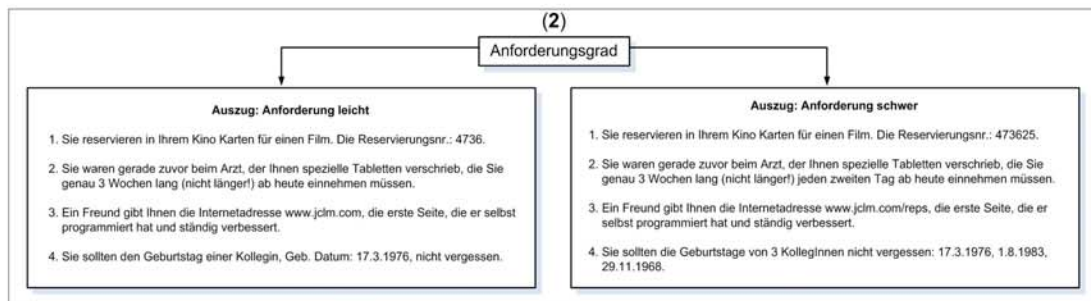 (2)
Anforderungsgrad
Auszug: Anforderung leicht
1. Sie reservieren in Ihrem Kino Karten für einen Film. Die Reservierungsnr.: 4736.
2. Sie waren gerade zuvor beim Arzt, der Ihnen spezielle Tabletten verschrieb, die Sie
genau 3 Wochen lang (nicht länger!) ab heute einnehmen müssen.
3. Ein Freund gibt Ihnen die Internetadresse www.jclm.com, die erste Seite, die er selbst
programmiert hat und ständig verbessert.
4. Sie sollten den Geburtstag einer Kollegin, Geb. Datum: 17.3.1976, nicht vergessen.
Auszug: Anforderung schwer
1. Sie reservieren in Ihrem Kino Karten für einen Film. Die Reservierungsnr.: 473625.
2. Sie waren gerade zuvor beim Arzt, der Ihnen spezielle Tabletten verschrieb, die Sie
genau 3 Wochen lang (nicht länger!) jeden zweiten Tag ab heute einnehmen müssen.
3. Ein Freund gibt Ihnen die Internetadresse www.jclm.com/reps, die erste Seite, die er
selbst programmiert hat und ständig verbessert.
4. Sie sollten die Geburtstage von 3 KollegInnen nicht vergessen: 17.3.1976, 1.8.1983,
29.11.1968.